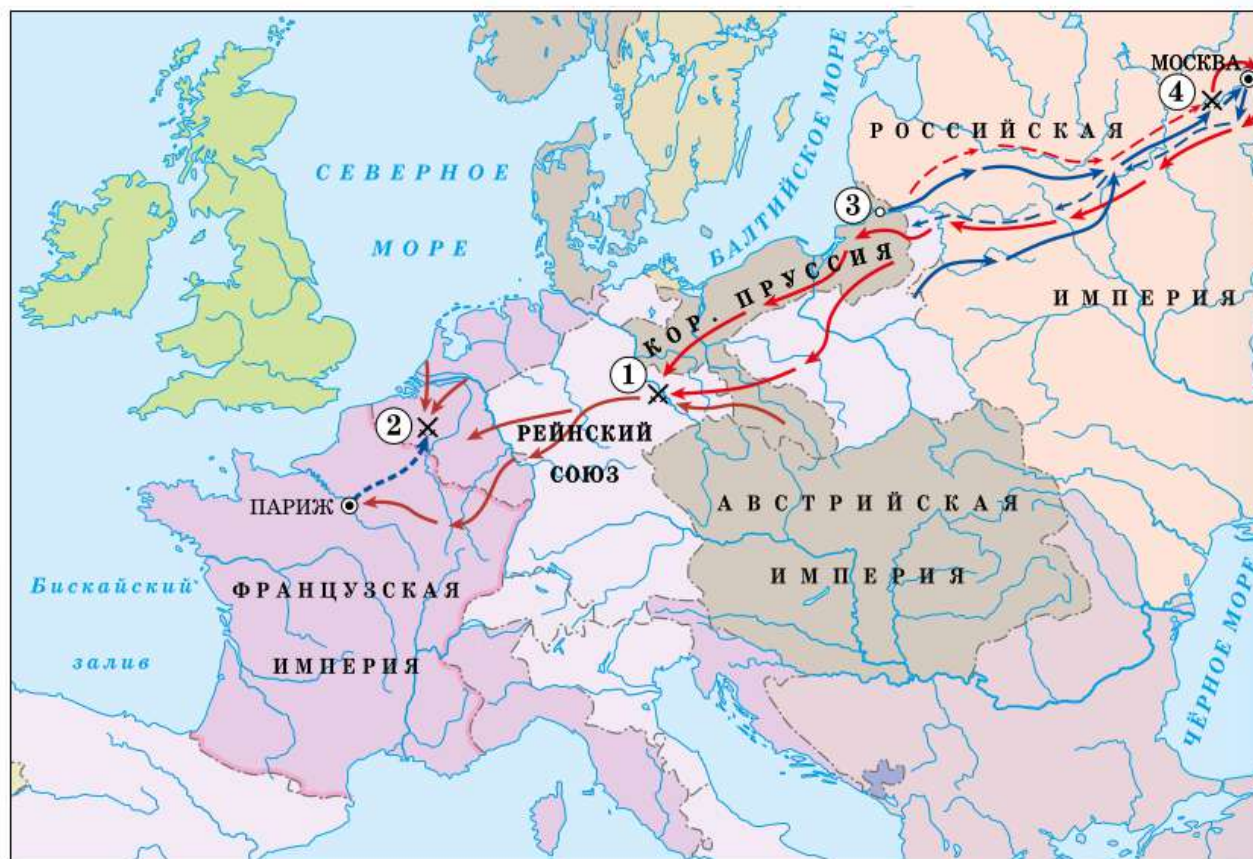 МОСКВА
4
РОССИЙСКАЯ
СЕВЕРНОЕ
МОРЕ
БАЛТИЙСКОЕ МОРЕ
3
ИМПЕРИЯ
КОР. ПРУССИЯ
1
2
РЕЙНСКИЙ
СОЮЗ
ПАРИЖ
АВСТРИЙСКАЯ
ИМПЕРИЯ
Бискайский
залив
ФРАНЦУЗСКАЯ
ИМПЕРИЯ
ЧЁРНОЕ МОРЕ